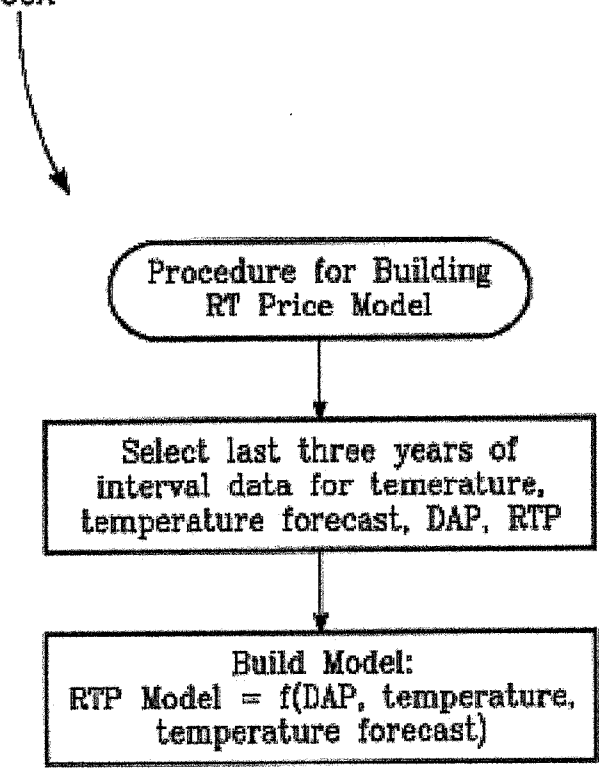 Procedure for Building
RT Price Model
Select last three years of
interval data for temerature,
temperature forecast, DAP, RTP
Build Model:
RTP Model = f(DAP, temperature,
temperature forecast)